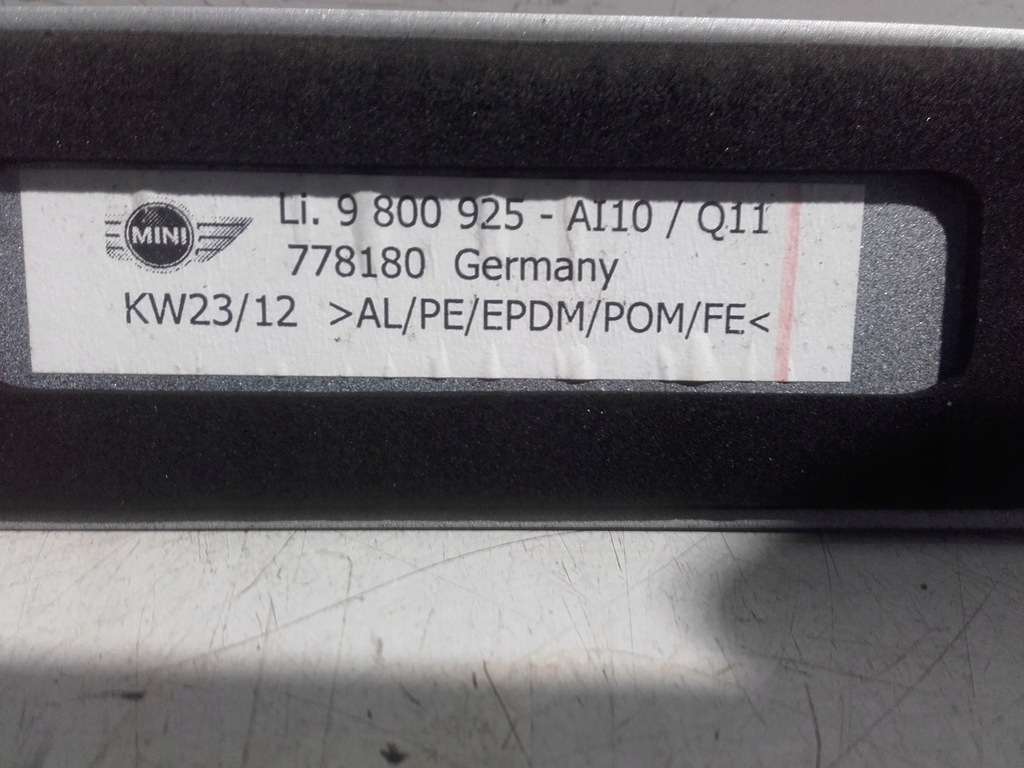 MINI
Li. 9 800 925 - AI10 / Q11
778180 Germany
KW23/12 >AL/PE/EPDM/POM/FE<